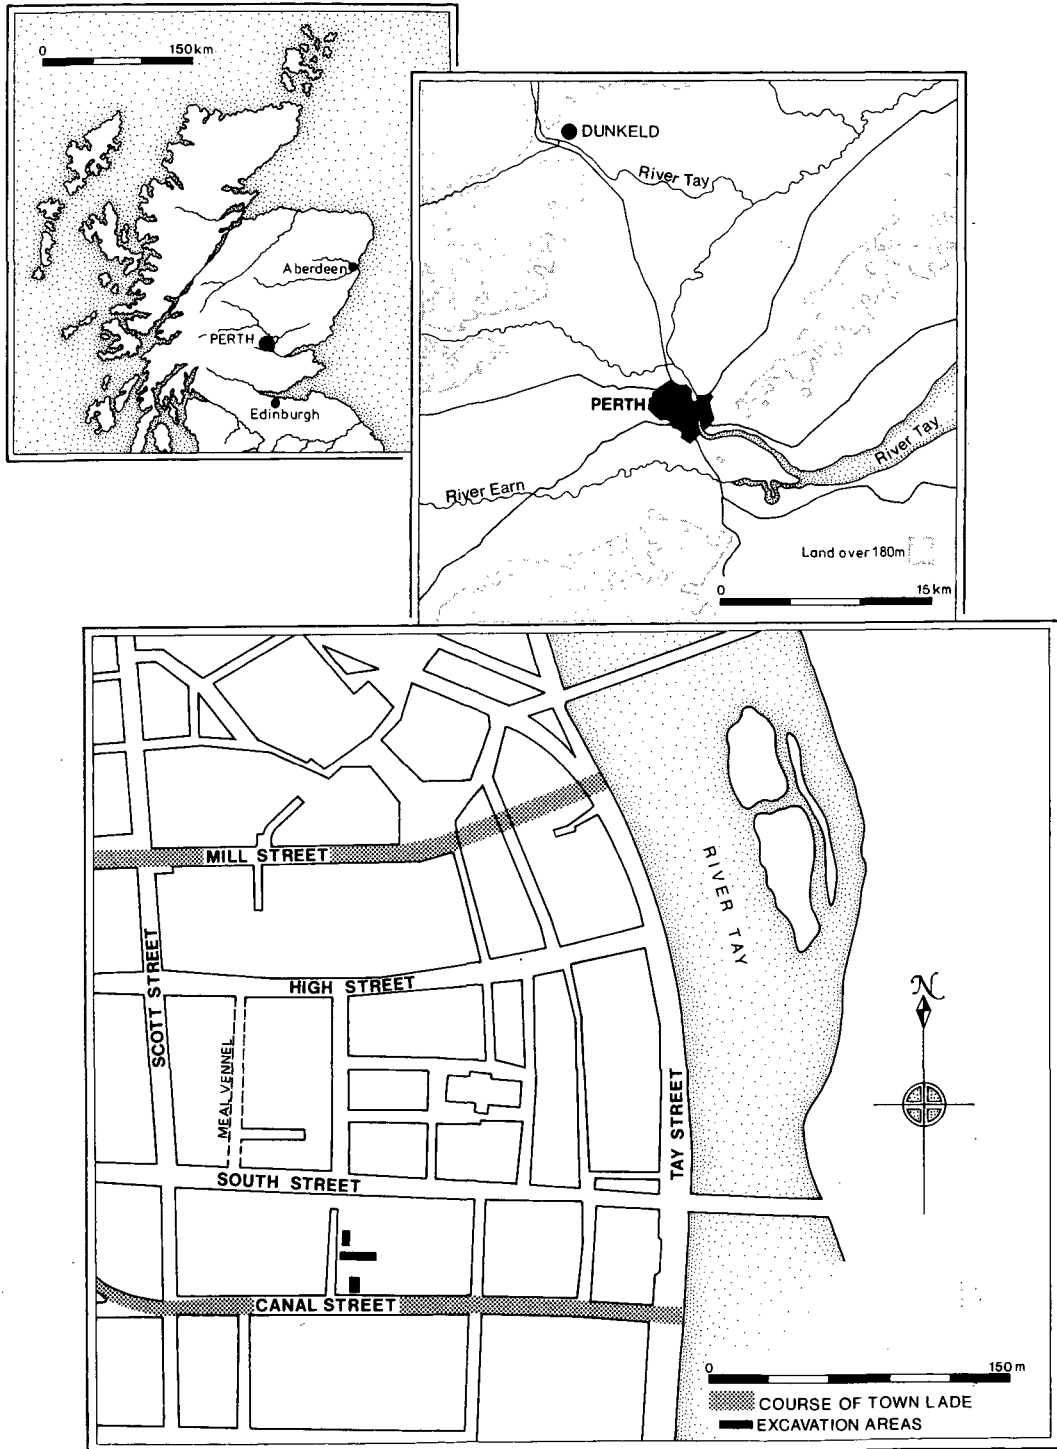 0 150km
Aberdeen
PERTH
Edinburgh
DUNKELD
River Tay
PERTH
River Tay
River Earn
Land over 180m
0 15km
MILL STREET
RIVER TAY
SCOTT STREET
HIGH STREET
N
MEAL VENNEL
TAY STREET
SOUTH STREET
CANAL STREET
0 150m
COURSE OF TOWN LADE
EXCAVATION AREAS